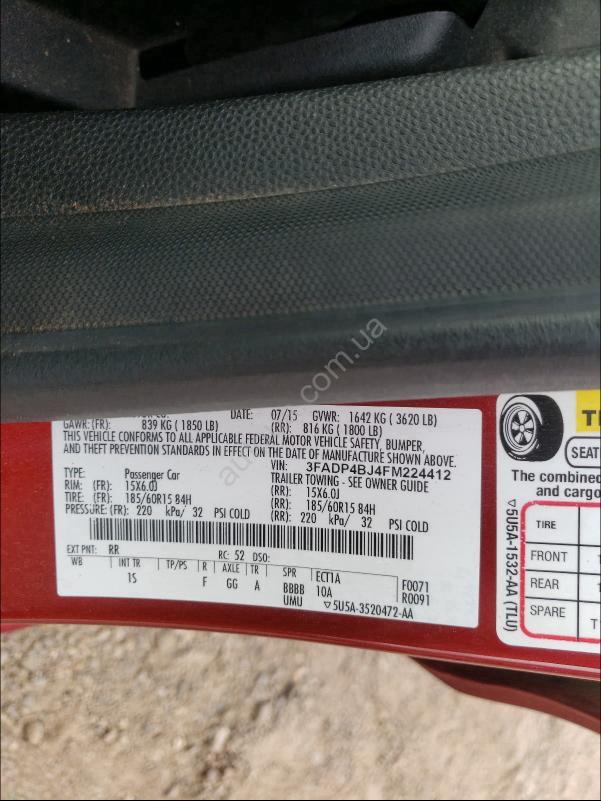 DATE: 07/15 GVWR: 1642 KG ( 3620 LB)
GAWR: (FR): 839 KG ( 1850 LB) (RR): 816 KG ( 1800 LB)
THIS VEHICLE CONFORMS TO ALL APPLICABLE FEDERAL MOTOR VEHICLE SAFETY, BUMPER,
AND THEFT PREVENTION STANDARDS IN EFFECT ON THE DATE OF MANUFACTURE SHOWN ABOVE.
VIN: 3FADP4BJ4FM224412
TYPE: Passenger Car TRAILER TOWING - SEE OWNER GUIDE
RIM: (FR) 15X6.0J (RR): 15X6.0J
TIRE: (FR): 185/60R15 84H (RR): 185/60R15 84H
PRESSURE: (FR): 220 kPa/ 32 PSI COLD (RR): 220 kPa/ 32 PSI COLD
EXT PNT: RR RC: 52 DSO:
WB INT TR TP/PS R AXLE TR SPR ECT1A F0071
1S F GG A BBBB 10A R0091
UMU ▽5U5A-3520472-AA
SEAT
The combined
and cargo
TIRE
FRONT
REAR
SPARE T
▽5U5A-1532-AA (TLU)
com.ua